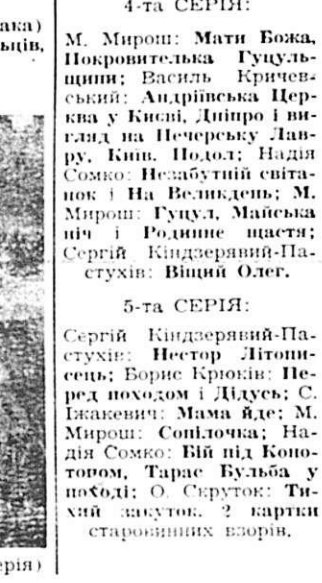 ака)
ьців,
4-та СЕРІЯ:
М. Мирош: Мати Божа,
Покровителька Гуцуль-
щини; Василь Кричев-
ський: Андріївська Цер-
ква у Києві, Дніпро і ви-
гляд на Печерську Лав-
ру, Київ. Подол; Надія
Сомко: Незабутній світа-
нок і На Великдень; М.
Мирош: Гуцул, Майська
ніч і Родинне щастя;
Сергій Кіндзерявий-Па-
стухів: Віщий Олег.
5-та СЕРІЯ:
Сергій Кіндзерявий-Па-
стухів: Нестор Літопи-
сець; Борис Крюків: Пе-
ред походом і Дідусь; С.
Їжакевич: Мама йде; М.
Мирош: Сопілочка; На-
дія Сомко: Бій під Коно-
топом, Тарас Бульба у
поході; О. Скруток: Ти-
хий закуток. 2 картки
старовинних взорів.
ерія)